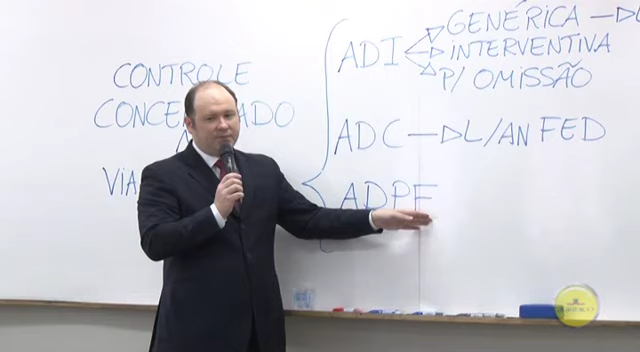 CONTROLE
VIA
ADI
GENÉRICA
INTERVENTIVA
P/ OMISSÃO
ADC → L/AN FED
ADPF